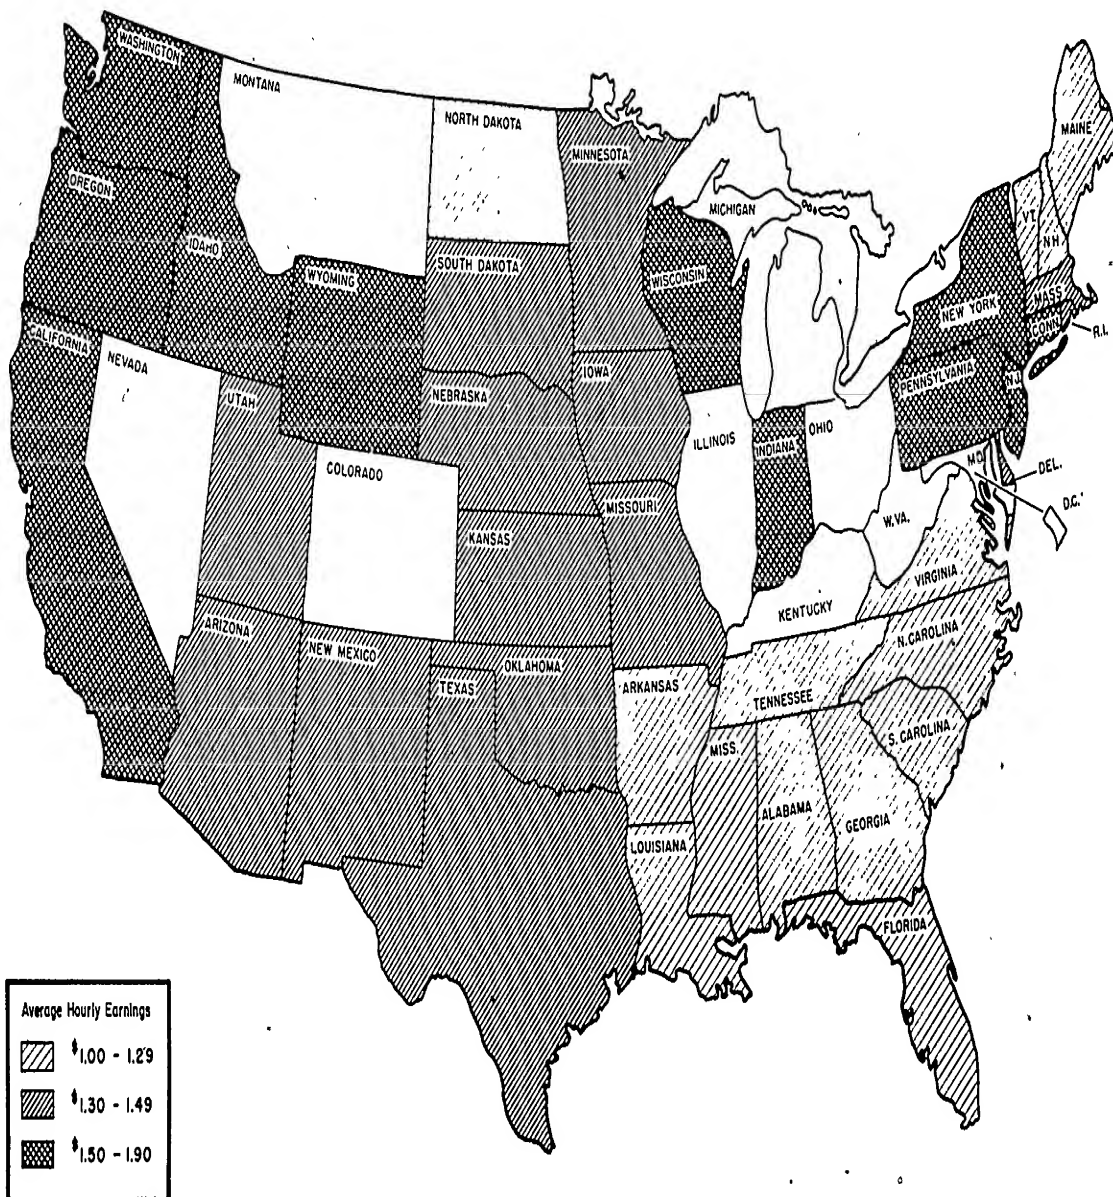 WASHINGTON
MONTANA
NORTH DAKOTA
MINNESOTA
MAINE
OREGON
MICHIGAN
VT.
NH.
IDAHO
WYOMING
SOUTH DAKOTA
WISCONSIN
NEW YORK
MASS.
CONN.
R.I.
CALIFORNIA
NEVADA
UTAH
NEBRASKA
IOWA
PENNSYLVANIA
N.J.
COLORADO
ILLINOIS
INDIANA
OHIO
MD.
DEL.
D.C.
KANSAS
MISSOURI
W.VA.
VIRGINIA
KENTUCKY
ARIZONA
NEW MEXICO
OKLAHOMA
TEXAS
ARKANSAS
TENNESSEE
N. CAROLINA
S. CAROLINA
MISS.
ALABAMA
GEORGIA
LOUISIANA
FLORIDA
Average Hourly Earnings
$1.00 - 1.29
$1.30 - 1.49
$1.50 - 1.90